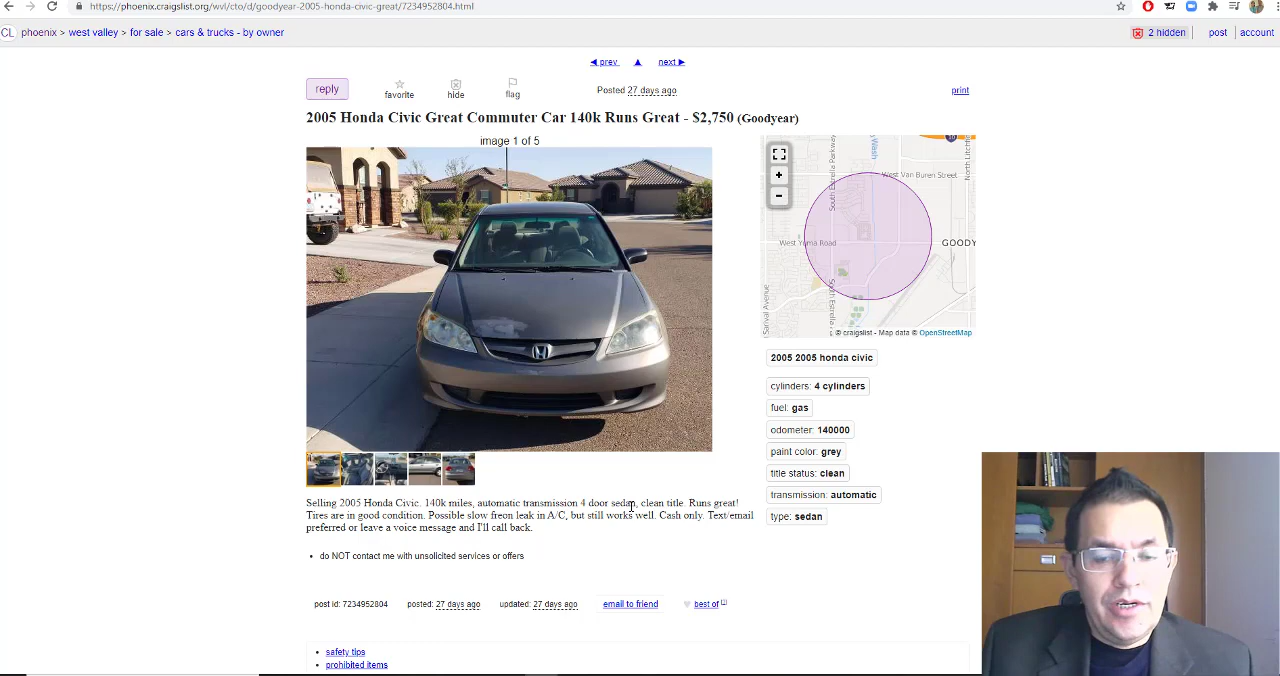 https://phoenix.craigslist.org/wvl/cto/d/goodyear-2005-honda-civic-great/7234952804.html
CL phoenix > west valley > for sale > cars & trucks - by owner
2 hidden
post
account
◀ prev ▲ next ▶
reply
favorite
hide
flag
Posted 27 days ago
print
2005 Honda Civic Great Commuter Car 140k Runs Great - $2,750 (Goodyear)
image 1 of 5
+
−
South Estrella Parkway
Wash
North Litchfi
West Van Buren Street
West Yuma Road
GOODY
Sarival Avenue
South Estrel
© craigslist - Map data © OpenStreetMap
2005 2005 honda civic
cylinders: 4 cylinders
fuel: gas
odometer: 140000
paint color: grey
title status: clean
transmission: automatic
type: sedan
Selling 2005 Honda Civic. 140k miles, automatic transmission 4 door sedan, clean title. Runs great!
Tires are in good condition. Possible slow freon leak in A/C, but still works well. Cash only. Text/email
preferred or leave a voice message and I'll call back.
• do NOT contact me with unsolicited services or offers
post id: 7234952804
posted: 27 days ago
updated: 27 days ago
email to friend
♥ best of [?]
• safety tips
• prohibited items